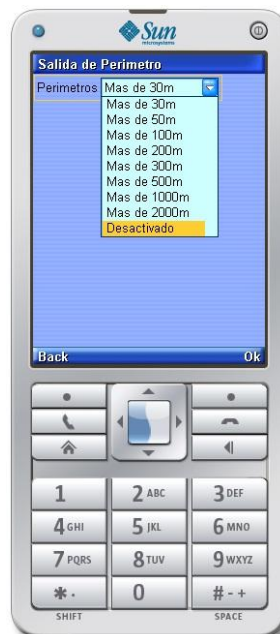 Sun
microsystems
Salida de Perimetro
Perimetros Mas de 30m
Mas de 30m
Mas de 50m
Mas de 100m
Mas de 200m
Mas de 300m
Mas de 500m
Mas de 1000m
Mas de 2000m
Desactivado
Back Ok
1 2 ABC 3 DEF
4 GHI 5 JKL 6 MNO
7 PQRS 8 TUV 9 WXYZ
* . 0 # - +
SHIFT SPACE